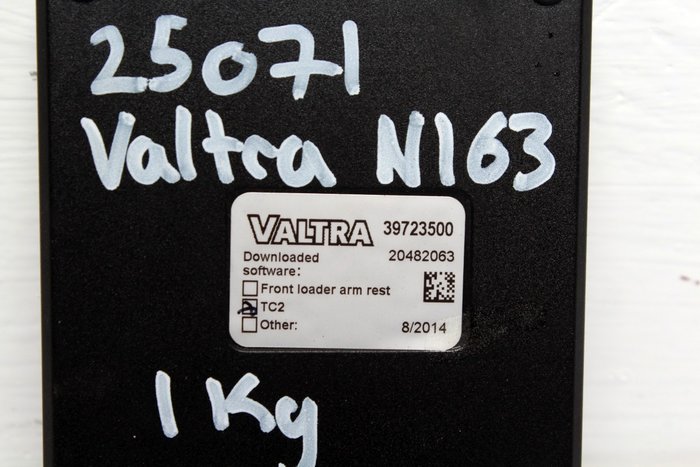 25071
Valtra N163
VALTRA 39723500
Downloaded 20482063
software:
Front loader arm rest
TC2
Other: 8/2014
1 Kg